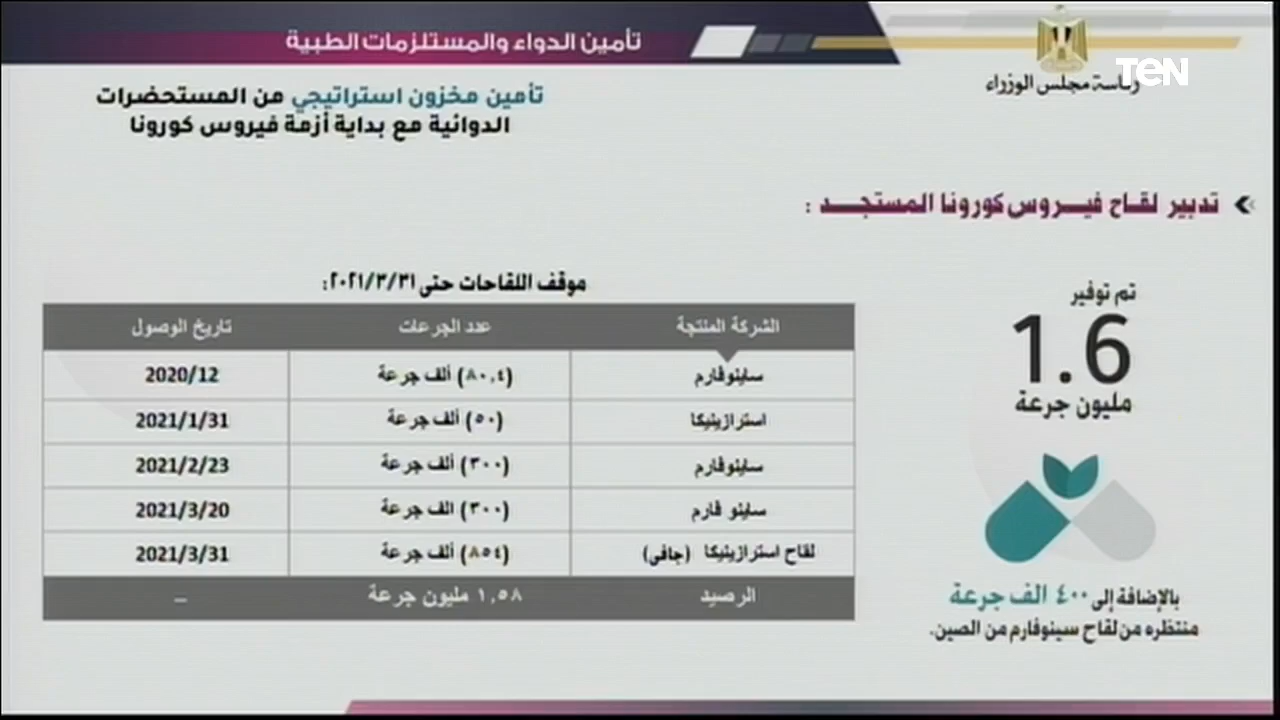 تأمين الدواء والمستلزمات الطبية
TEN
رئاسة مجلس الوزراء
تأمين مخزون استراتيجي من المستحضرات
الدوائية مع بداية أزمة فيروس كورونا
تدبير لقاح فيروس كورونا المستجد :
تم توفير
1.6
مليون جرعة
بالإضافة إلى ٤٠٠ الف جرعة
منتظره من لقاح سينوفارم من الصين.
موقف اللقاحات حتى ٢٠٢١/٣/٣١:
الشركة المنتجة عدد الجرعات تاريخ الوصول
ساينوفارم (٨٠,٤) ألف جرعة 2020/12
استرازينيكا (٥٠) ألف جرعة 2021/1/31
ساينوفارم (٣٠٠) ألف جرعة 2021/2/23
ساينو فارم (٣٠٠) الف جرعة 2021/3/20
لقاح استرازينيكا (جافى) (٨٥٤) ألف جرعة 2021/3/31
الرصيد ١,٥٨ مليون جرعة –